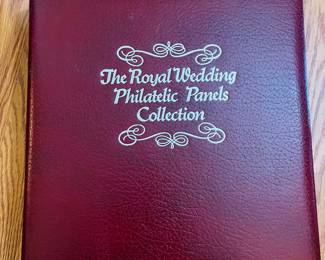 The Royal Wedding
Philatelic Panels
Collection